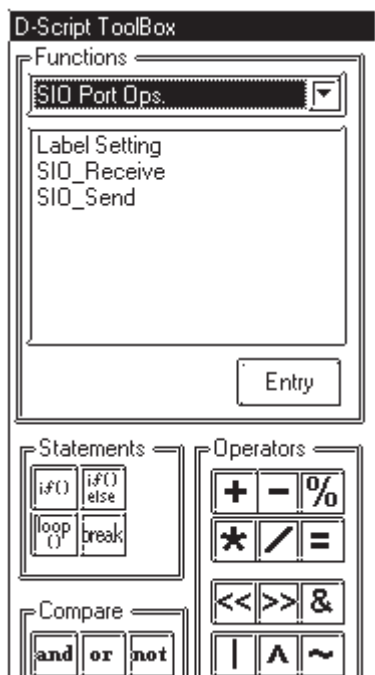 D-Script ToolBox
Functions
SIO Port Ops.
Label Setting
SIO_Receive
SIO_Send
Entry
Statements
if()
if()
else
loop
()
break
Operators
+ - %
* / =
<< >> &
| ^ ~
Compare
and or not